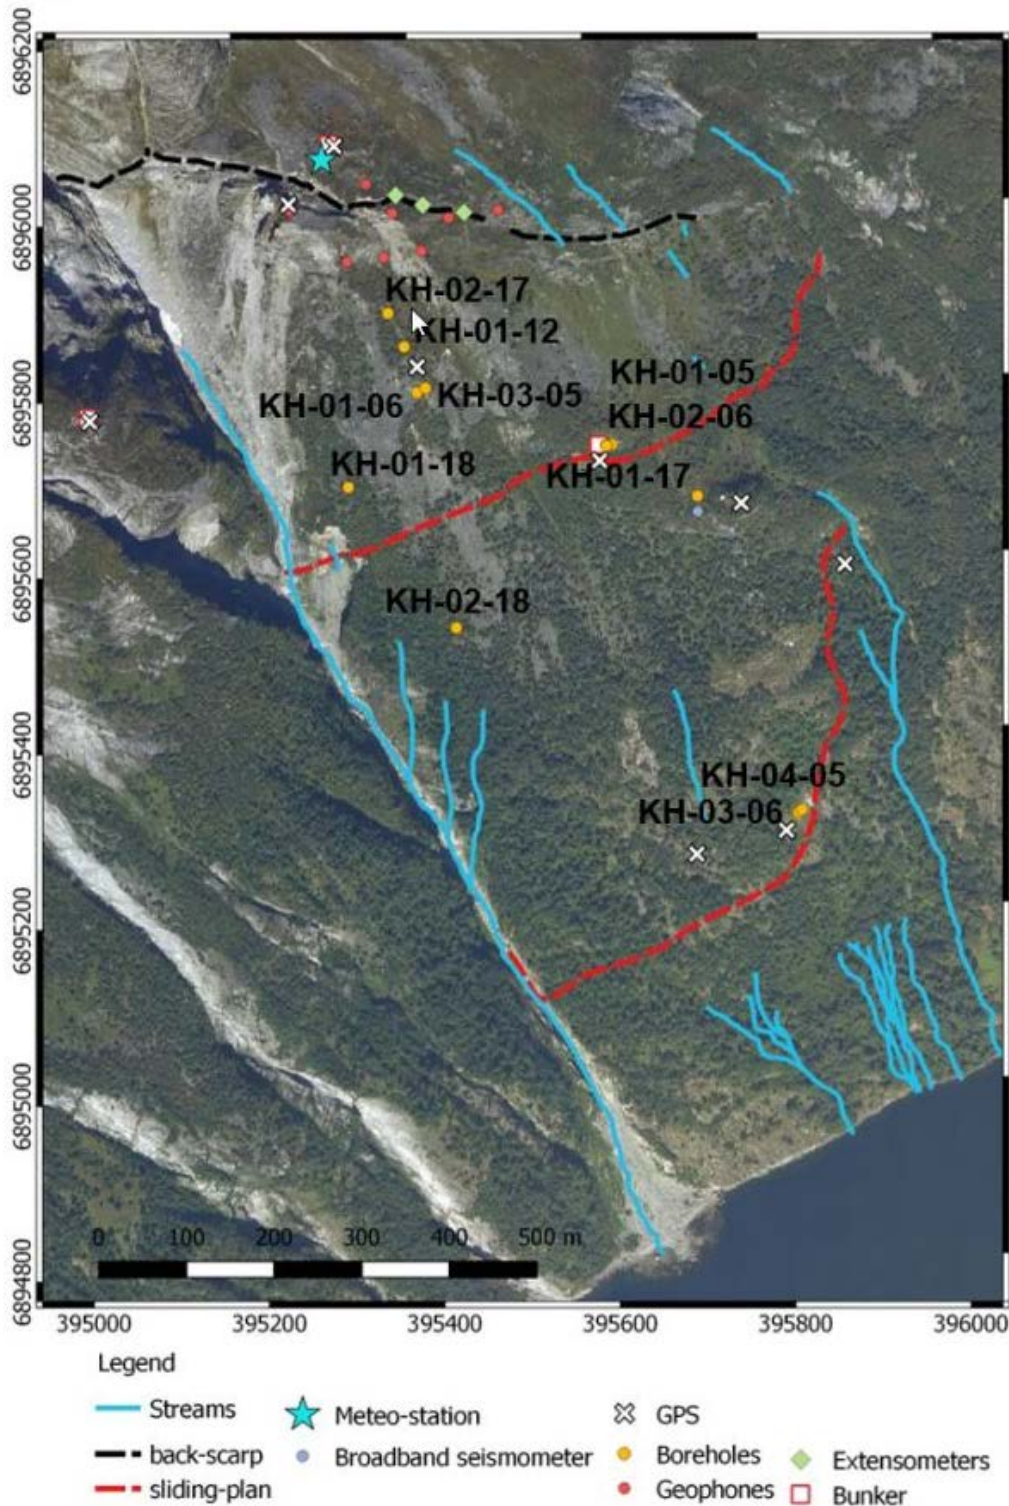 6896200
6896000
6895800
6895600
6895400
6895200
6895000
6894800
KH-02-17
KH-01-12
KH-01-05
KH-01-06 KH-03-05
KH-02-06
KH-01-18
KH-01-17
KH-02-18
KH-04-05
KH-03-06
0 100 200 300 400 500 m
395000 395200 395400 395600 395800 396000
Legend
Streams
Meteo-station
GPS
back-scarp
Broadband seismometer
Boreholes
Extensometers
sliding-plan
Geophones
Bunker